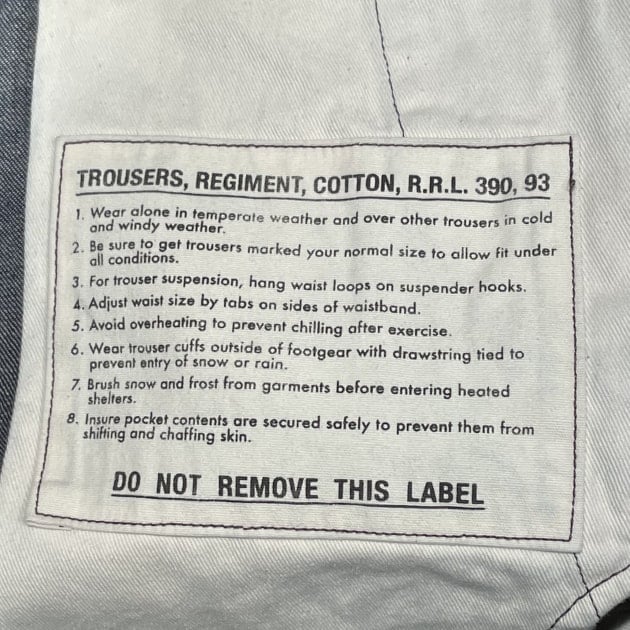 TROUSERS, REGIMENT, COTTON, R.R.L. 390, 93
1. Wear alone in temperate weather and over other trousers in cold
and windy weather.
2. Be sure to get trousers marked your normal size to allow fit under
all conditions.
3. For trouser suspension, hang waist loops on suspender hooks.
4. Adjust waist size by tabs on sides of waistband.
5. Avoid overheating to prevent chilling after exercise.
6. Wear trouser cuffs outside of footgear with drawstring tied to
prevent entry of snow or rain.
7. Brush snow and frost from garments before entering heated
shelters.
8. Insure pocket contents are secured safely to prevent them from
shifting and chaffing skin.
DO NOT REMOVE THIS LABEL